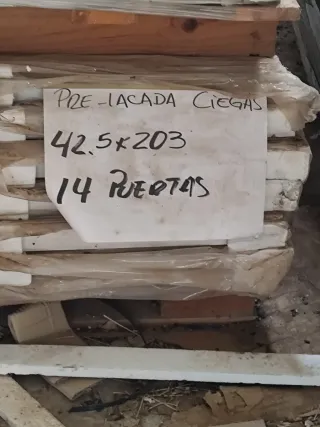 PRE-LACADA CIEGAS
42.5x203
14 PUERTAS